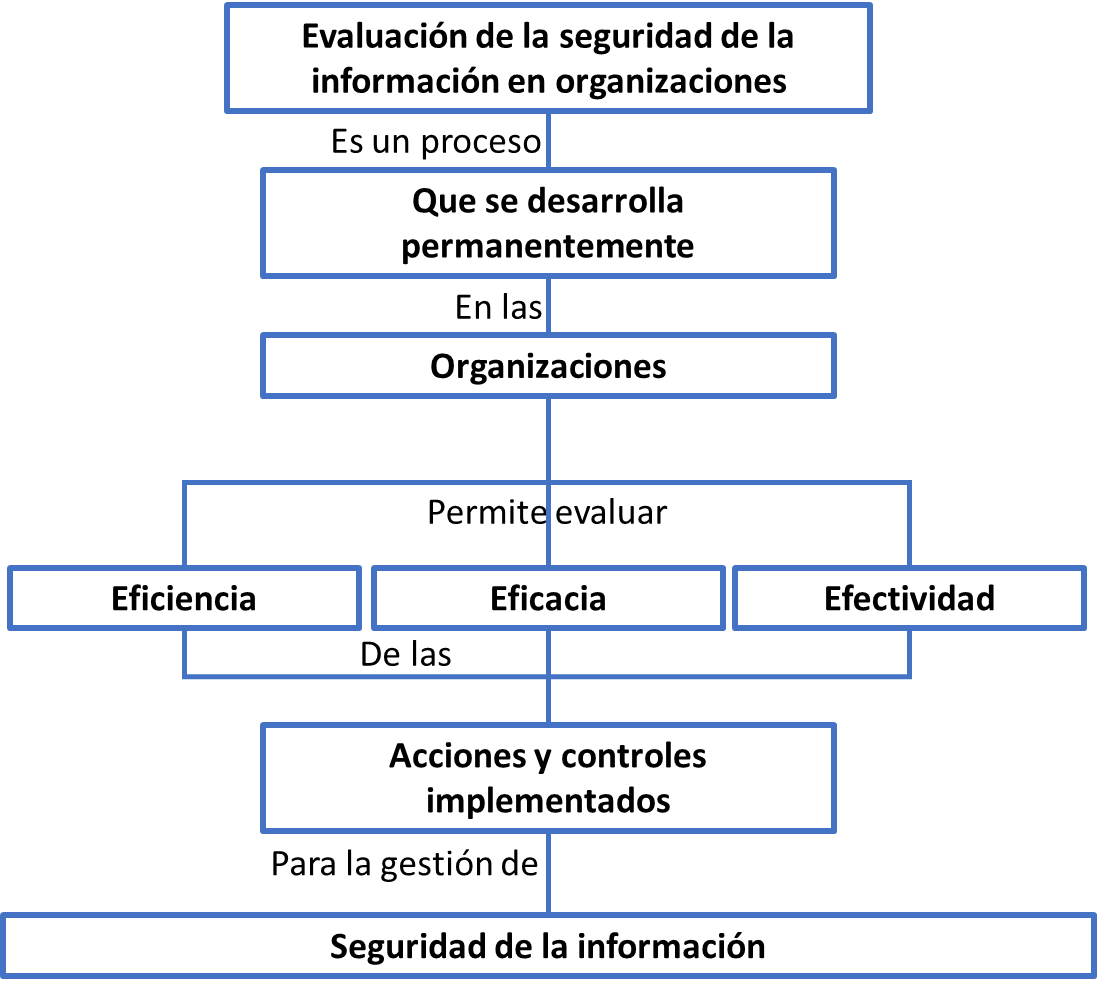 Evaluación de la seguridad de la
información en organizaciones
Es un proceso
Que se desarrolla
permanentemente
En las
Organizaciones
Permite evaluar
Eficiencia
Eficacia
Efectividad
De las
Acciones y controles
implementados
Para la gestión de
Seguridad de la información